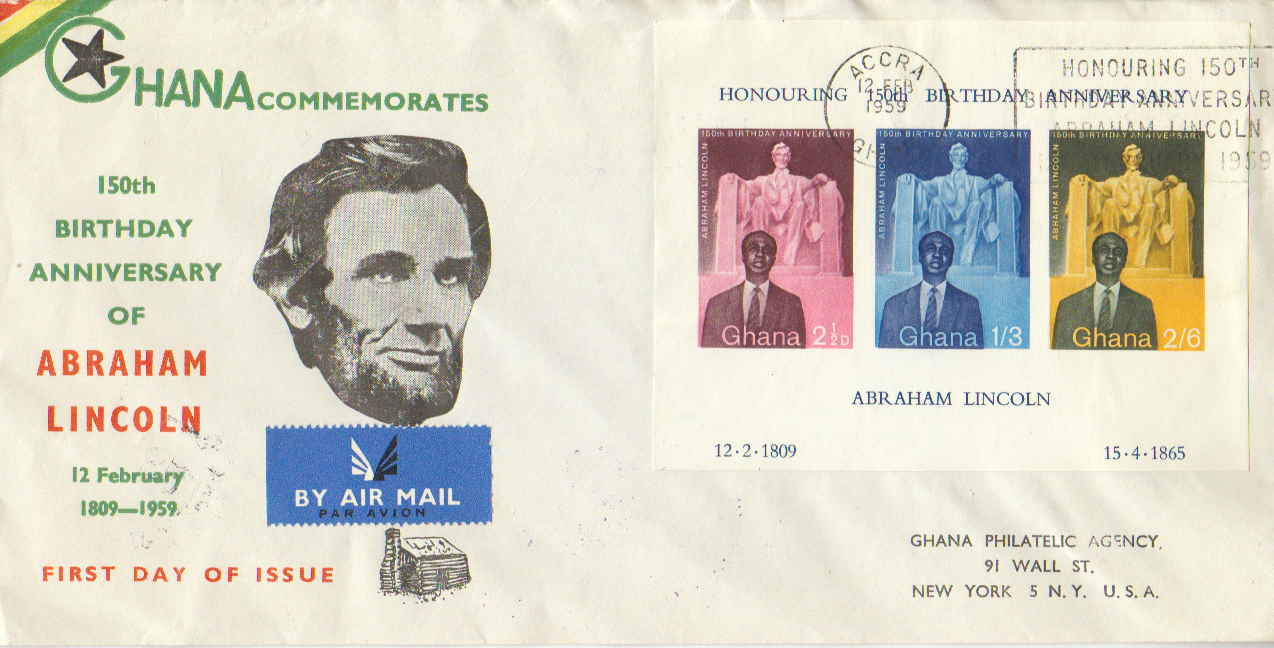 GHANA COMMEMORATES
150th
BIRTHDAY
ANNIVERSARY
OF
ABRAHAM
LINCOLN
12 February
1809—1959.
FIRST DAY OF ISSUE
BY AIR MAIL
PAR AVION
HONOURING 150th BIRTHDAY ANNIVERSARY
ACCRA
12 FEB
1959
HONOURING 150TH
BIRTHDAY ANNIVERSAR
ABRAHAM LINCOLN
1959
150th BIRTHDAY ANNIVERSARY
ABRAHAM LINCOLN
Ghana 2½D
150th BIRTHDAY ANNIVERSARY
ABRAHAM LINCOLN
Ghana 1/3
150th BIRTHDAY ANNIVERSARY
ABRAHAM LINCOLN
Ghana 2/6
ABRAHAM LINCOLN
12·2·1809 15·4·1865
GHANA PHILATELIC AGENCY,
91 WALL ST.
NEW YORK 5 N.Y. U.S.A.